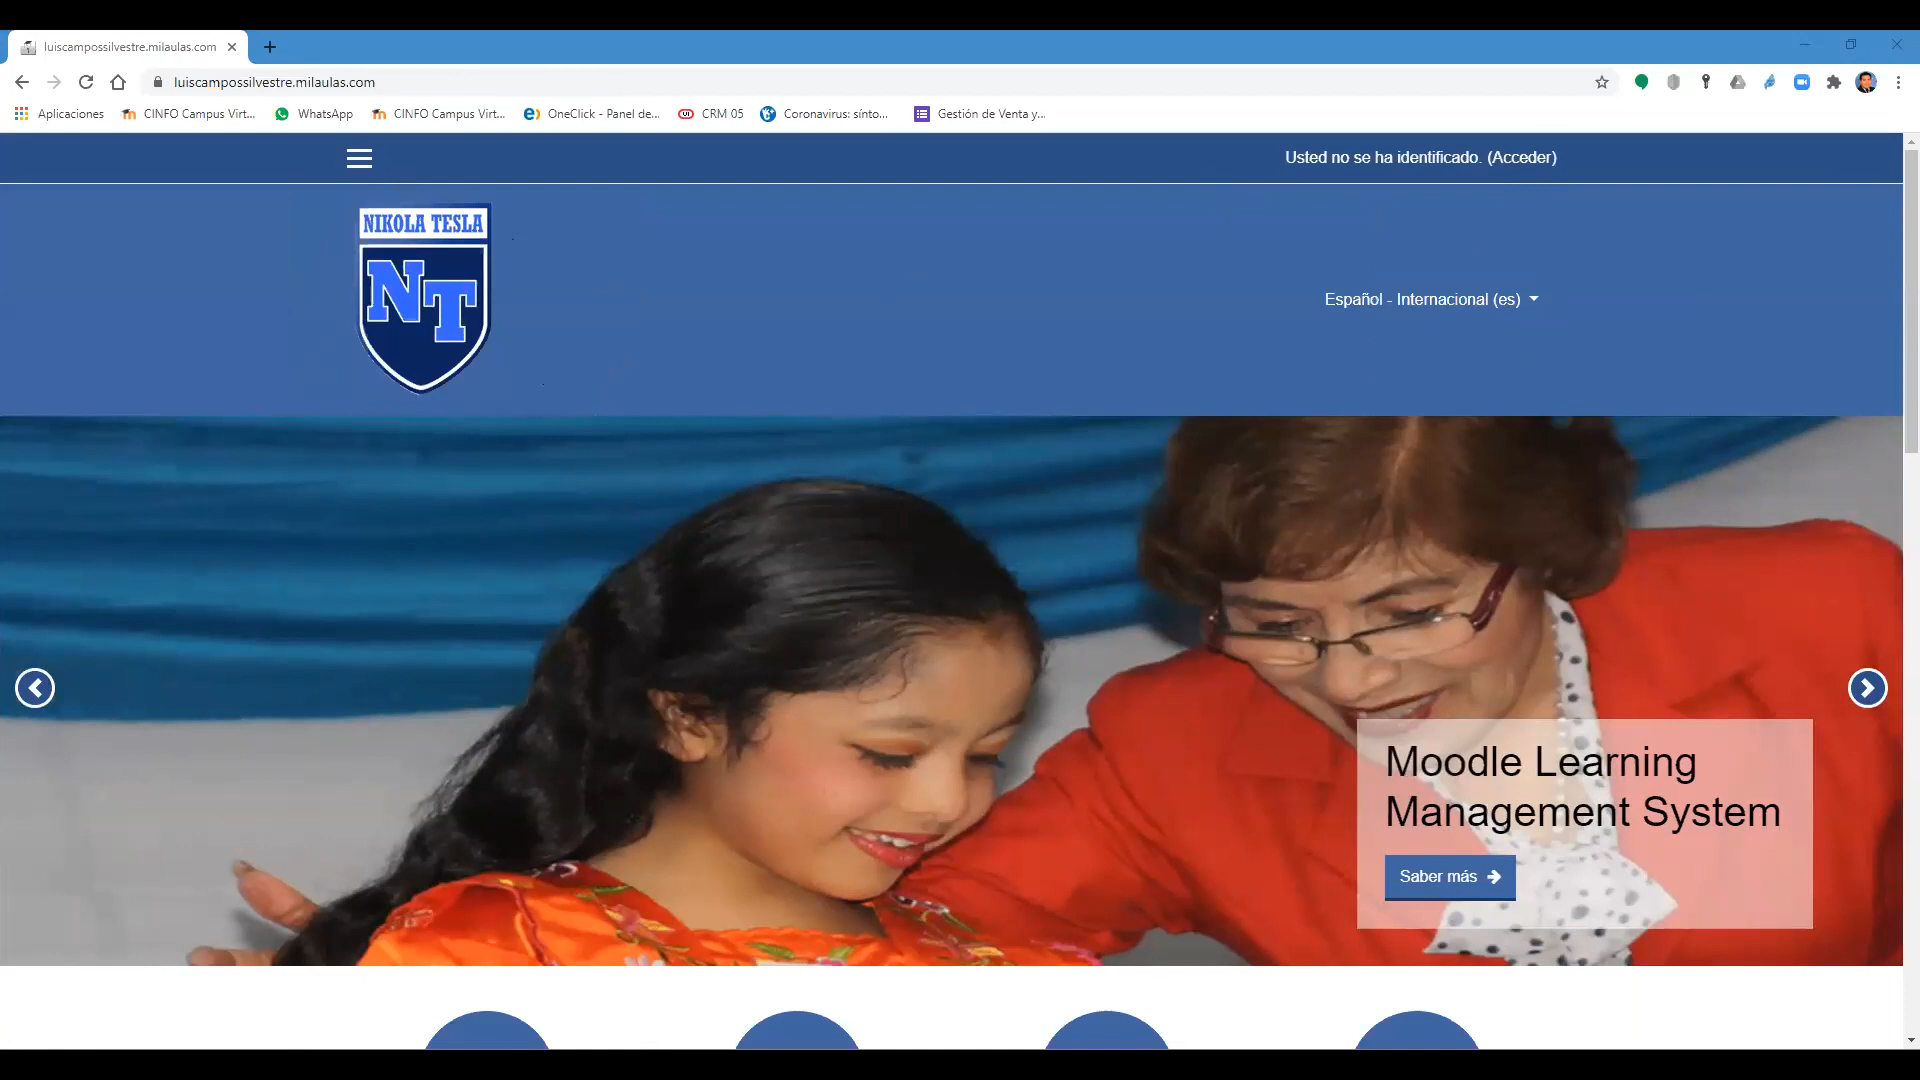 luiscampossilvestre.milaulas.com
luiscampossilvestre.milaulas.com
Aplicaciones
CINFO Campus Virt...
WhatsApp
CINFO Campus Virt...
OneClick - Panel de...
CRM 05
Coronavirus: sínto...
Gestión de Venta y...
Usted no se ha identificado. (Acceder)
NIKOLA TESLA
NT
Español - Internacional (es)
Moodle Learning
Management System
Saber más